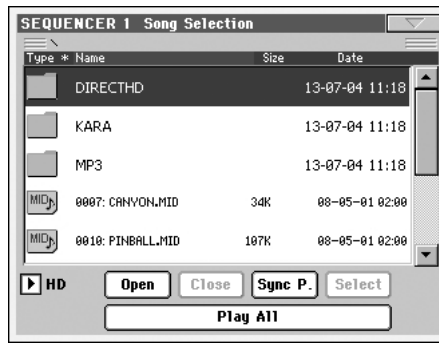 SEQUENCER 1 Song Selection
Type * Name Size Date
DIRECTHD 13-07-04 11:18
KARA 13-07-04 11:18
MP3 13-07-04 11:18
MID 0007: CANYON.MID 34K 08-05-01 02:00
MID 0010: PINBALL.MID 107K 08-05-01 02:00
HD Open Close Sync P. Select
Play All